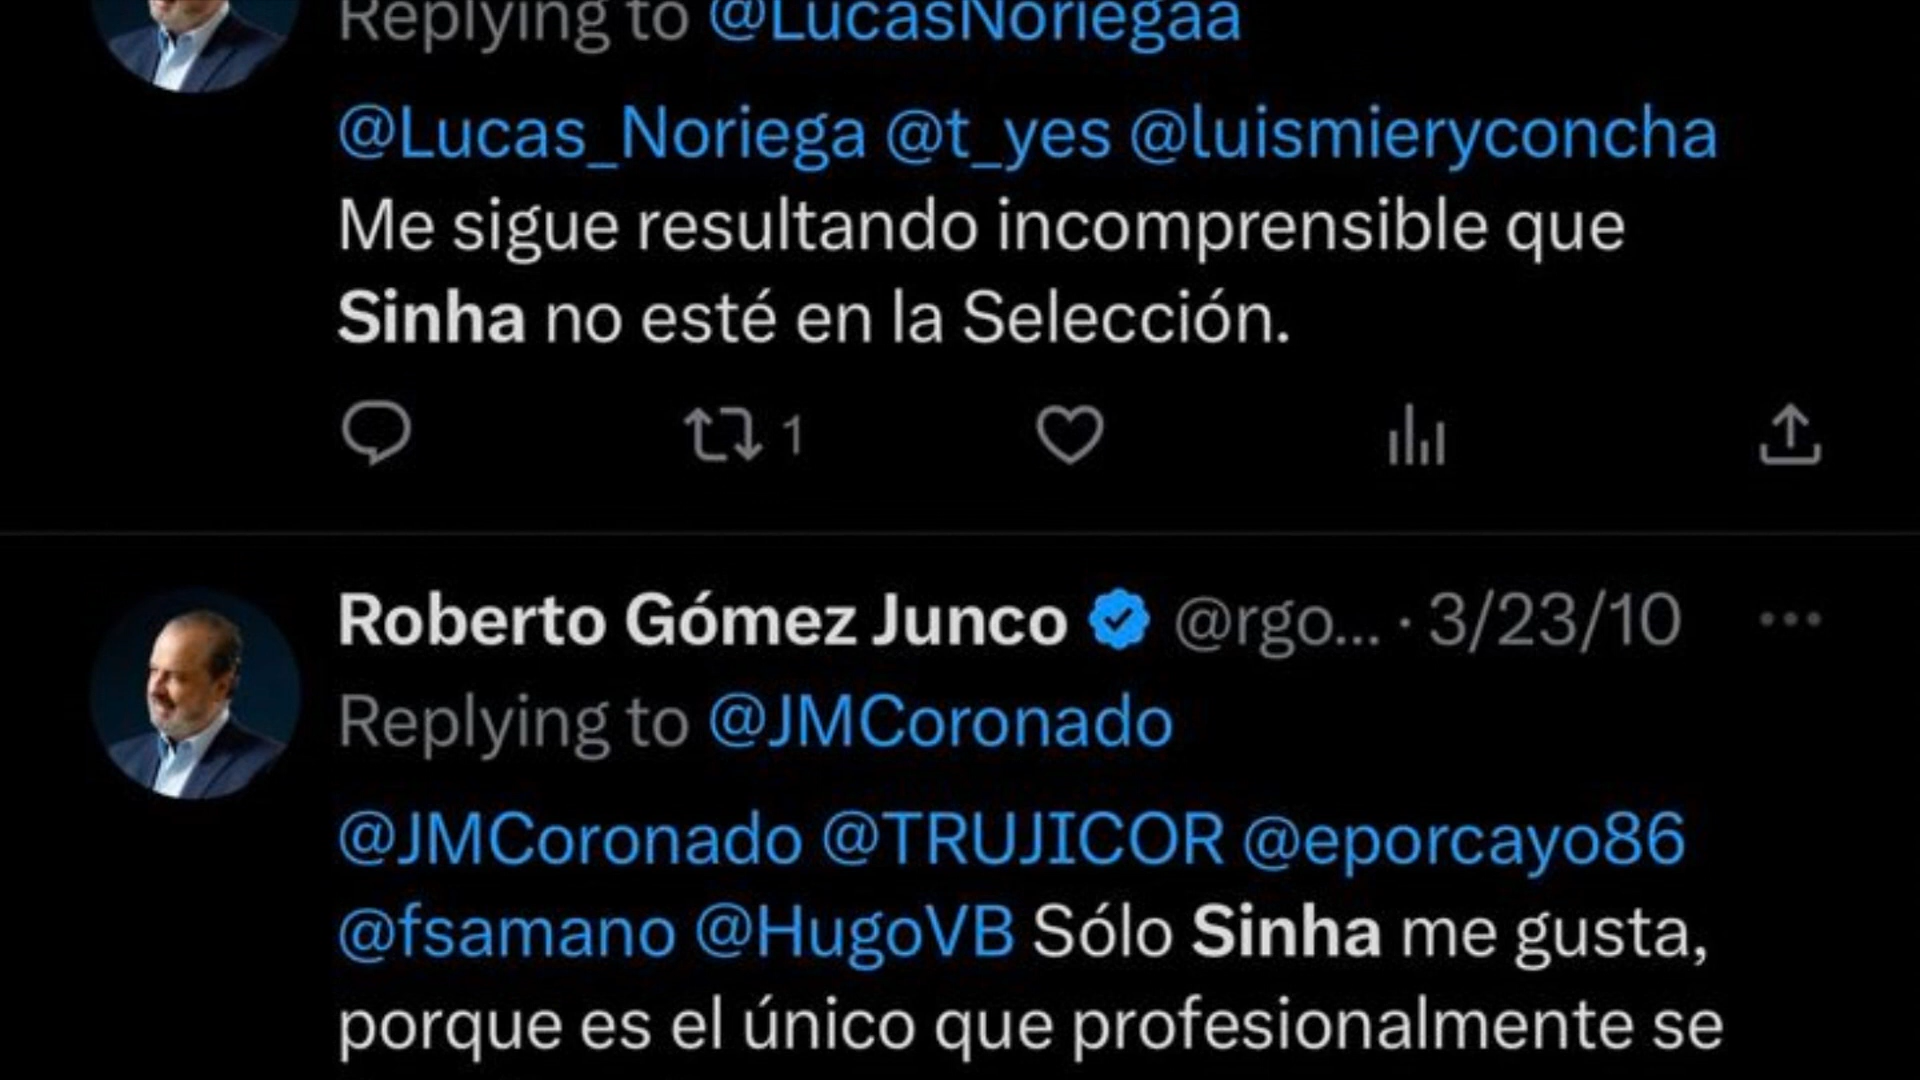 Replying to @LucasNoriegaa
@Lucas_Noriega @t_yes @luismieryconcha
Me sigue resultando incomprensible que
Sinha no esté en la Selección.
1
Roberto Gómez Junco @rgo... · 3/23/10
Replying to @JMCoronado
@JMCoronado @TRUJICOR @eporcayo86
@fsamano @HugoVB Sólo Sinha me gusta,
porque es el único que profesionalmente se